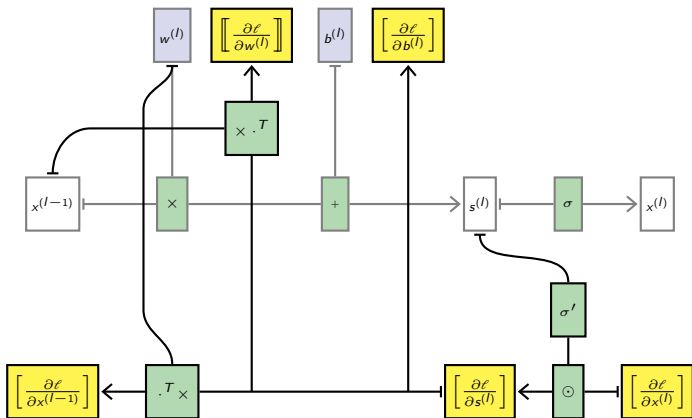 w^{(l)} [[∂ℓ/∂w^{(l)}]] b^{(l)} [∂ℓ/∂b^{(l)}]
× ·^T
x^{(l−1)} × + s^{(l)} σ x^{(l)}
σ′
[∂ℓ/∂x^{(l−1)}] ·^T × [∂ℓ/∂s^{(l)}] ⊙ [∂ℓ/∂x^{(l)}]